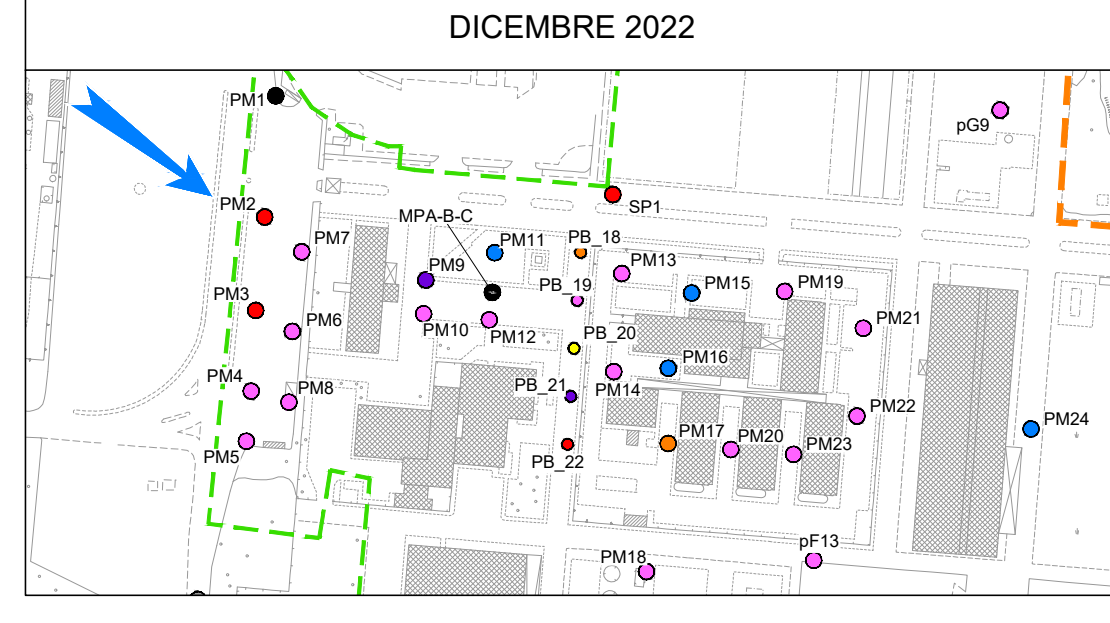 DICEMBRE 2022
PM1
pG9
PM2
SP1
MPA-B-C
PM7
PM11
PB_18
PM9
PM13
PB_19
PM15
PM19
PM3
PM6
PM10
PM12
PB_20
PM21
PM4
PM8
PB_21
PM14
PM16
PM22
PM24
PM5
PB_22
PM17
PM20
PM23
PM18
pF13